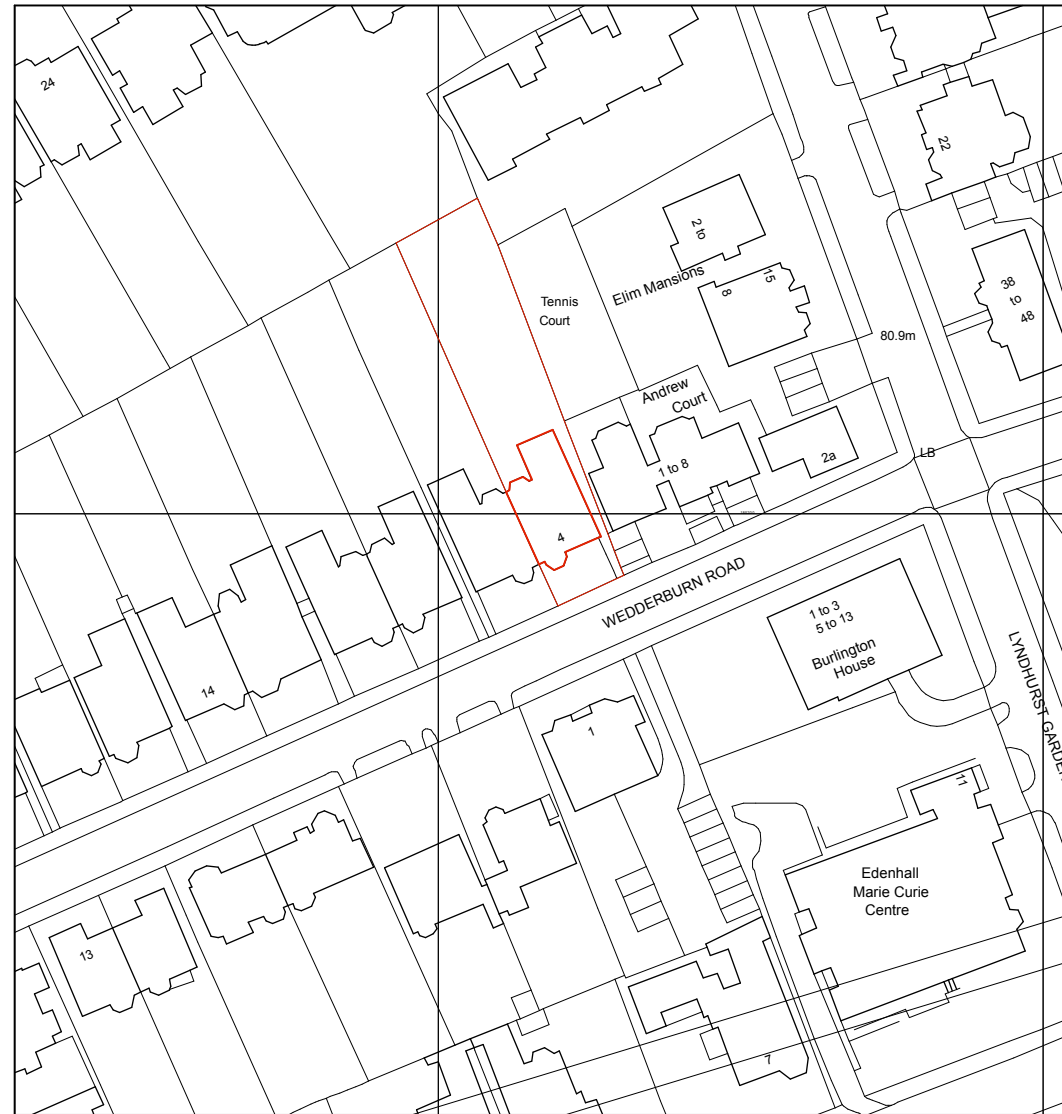 24
22
2 to
15
8
Elim Mansions
38
to
48
Tennis
Court
80.9m
Andrew
Court
1 to 8
2a
LB
4
WEDDERBURN ROAD
1 to 3
5 to 13
Burlington
House
LYNDHURST GARDEN
14
1
11
Edenhall
Marie Curie
Centre
13
7